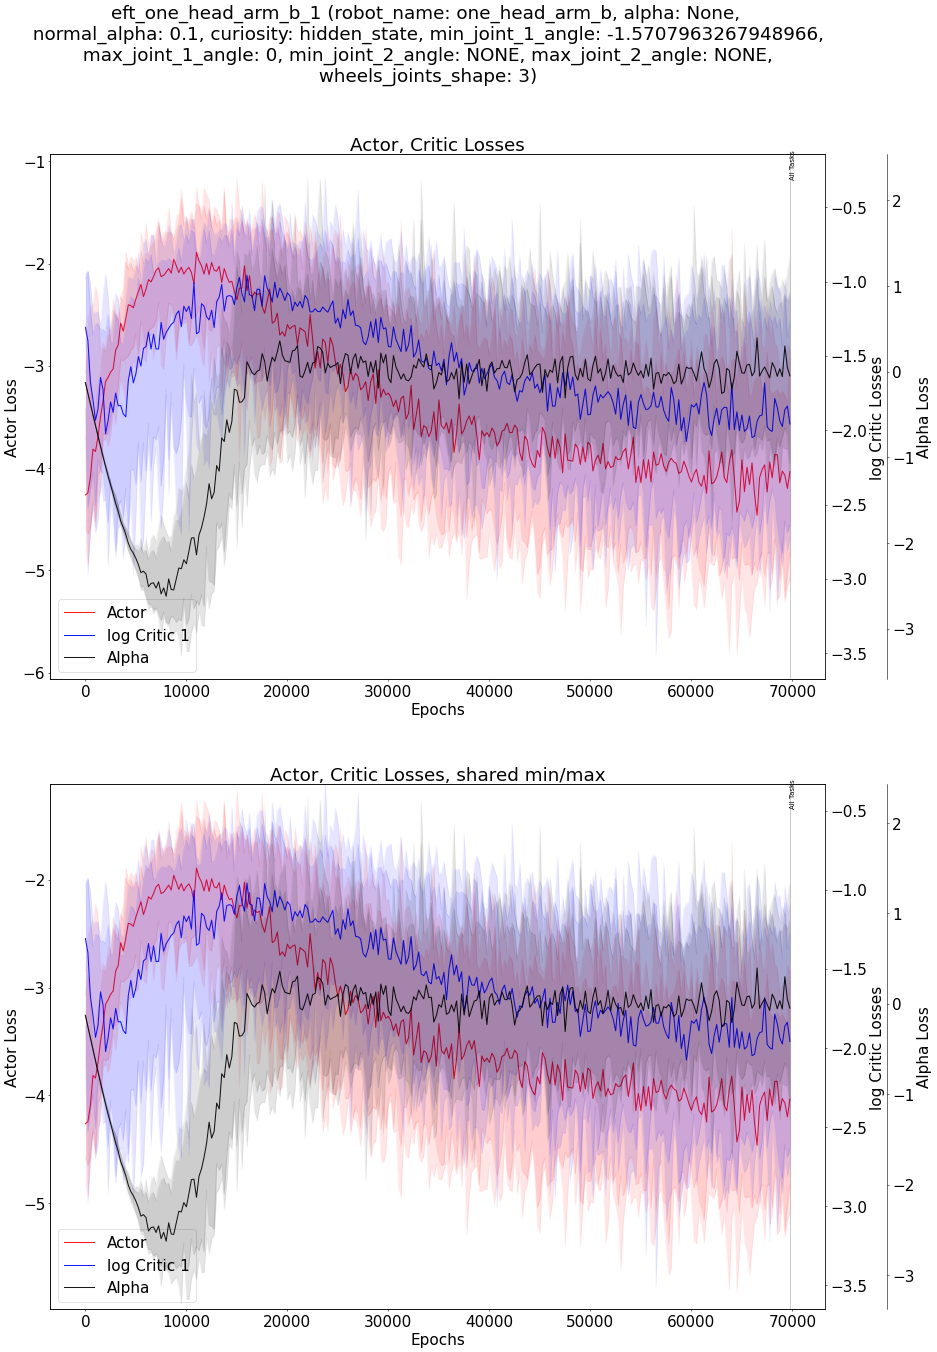 eft_one_head_arm_b_1 (robot_name: one_head_arm_b, alpha: None,
normal_alpha: 0.1, curiosity: hidden_state, min_joint_1_angle: -1.5707963267948966,
max_joint_1_angle: 0, min_joint_2_angle: NONE, max_joint_2_angle: NONE,
wheels_joints_shape: 3)
Actor, Critic Losses
All Tasks
−1
−2
−3
−4
−5
−6
Actor Loss
−0.5
−1.0
−1.5
−2.0
−2.5
−3.0
−3.5
log Critic Losses
2
1
0
−1
−2
−3
Alpha Loss
Actor
log Critic 1
Alpha
0 10000 20000 30000 40000 50000 60000 70000
Epochs
Actor, Critic Losses, shared min/max
All Tasks
−2
−3
−4
−5
Actor Loss
−0.5
−1.0
−1.5
−2.0
−2.5
−3.0
−3.5
log Critic Losses
2
1
0
−1
−2
−3
Alpha Loss
Actor
log Critic 1
Alpha
0 10000 20000 30000 40000 50000 60000 70000
Epochs